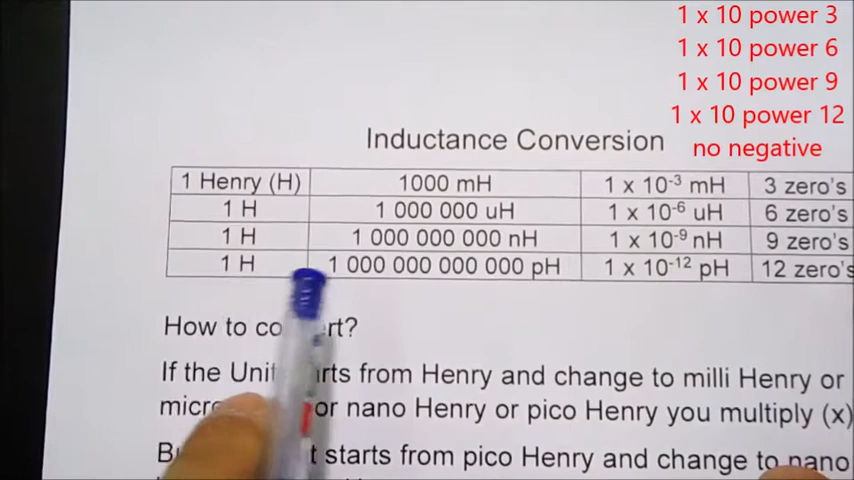 1 x 10 power 3
1 x 10 power 6
1 x 10 power 9
1 x 10 power 12
no negative
Inductance Conversion
1 Henry (H) 1000 mH 1 x 10⁻³ mH 3 zero's
1 H 1 000 000 uH 1 x 10⁻⁶ uH 6 zero's
1 H 1 000 000 000 nH 1 x 10⁻⁹ nH 9 zero's
1 H 1 000 000 000 000 pH 1 x 10⁻¹² pH 12 zero's
How to
If the Unit from Henry and change to milli Henry or
or nano Henry or pico Henry you multiply (x)
starts from pico Henry and change to nano